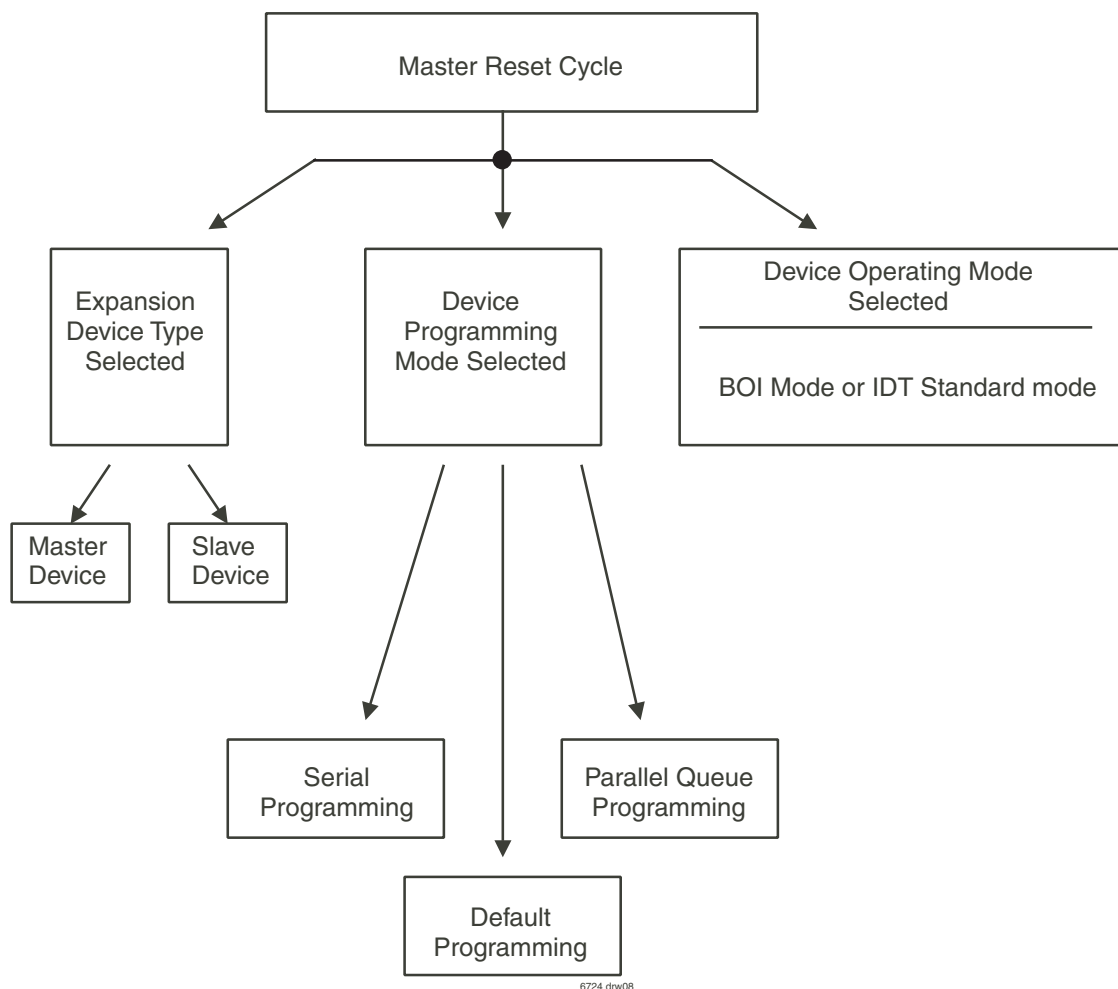 Master Reset Cycle
Expansion
Device Type
Selected
Device
Programming
Mode Selected
Device Operating Mode
Selected
BOI Mode or IDT Standard mode
Master
Device
Slave
Device
Serial
Programming
Parallel Queue
Programming
Default
Programming
6724 drw08